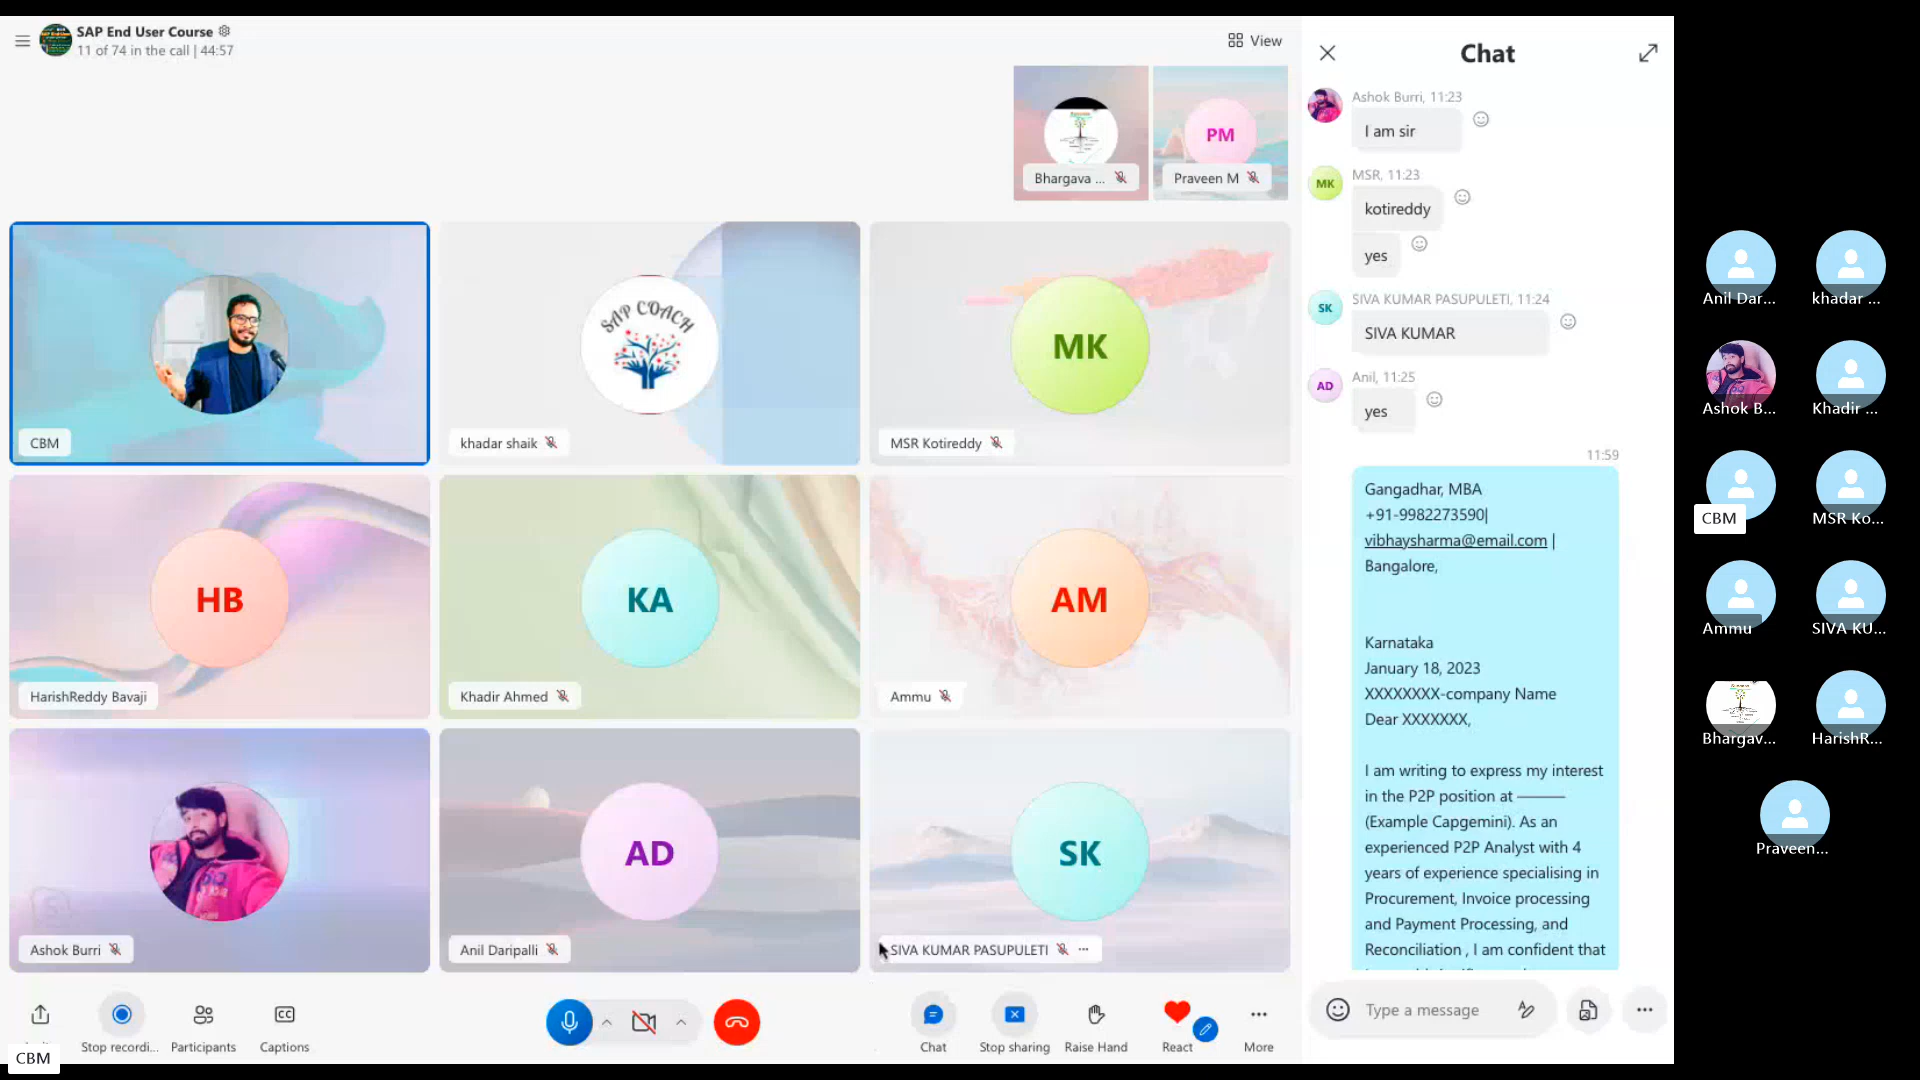 SAP End User Course
11 of 74 in the call | 44:57
View
Bhargava ...
Praveen M
PM
CBM
SAP COACH
khadar shaik
MK
MSR Kotireddy
HB
HarishReddy Bavaji
KA
Khadir Ahmed
AM
Ammu
Ashok Burri
AD
Anil Daripalli
SK
SIVA KUMAR PASUPULETI
Stop recordi...
Participants
CC
Captions
Chat
Stop sharing
Raise Hand
React
More
CBM
Chat
Ashok Burri, 11:23
I am sir
MK
MSR, 11:23
kotireddy
yes
SK
SIVA KUMAR PASUPULETI, 11:24
SIVA KUMAR
AD
Anil, 11:25
yes
11:59
Gangadhar, MBA
+91-9982273590|
vibhaysharma@email.com |
Bangalore,
Karnataka
January 18, 2023
XXXXXXXX-company Name
Dear XXXXXXX,
I am writing to express my interest
in the P2P position at ———
(Example Capgemini). As an
experienced P2P Analyst with 4
years of experience specialising in
Procurement, Invoice processing
and Payment Processing, and
Reconciliation , I am confident that
Type a message
Anil Dar...
khadar ...
Ashok B...
Khadir ...
CBM
MSR Ko...
Ammu
SIVA KU...
Bhargav...
HarishR...
Praveen...